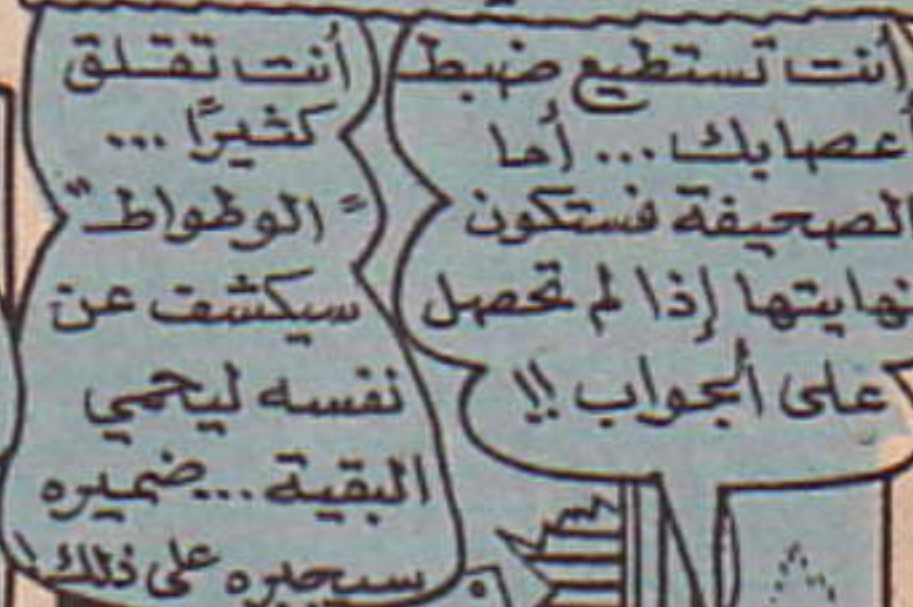 أنت تستطيع ضبط
أعصابك... أما
الصحيفة فستكون
نهايتها إذا لم تحصل
على الجواب !!
أنت تقلق
كثيرًا ...
"الوطواط"
سيكشف عن
نفسه ليحمي
البقية... ضميره
سيجبره على ذلك!